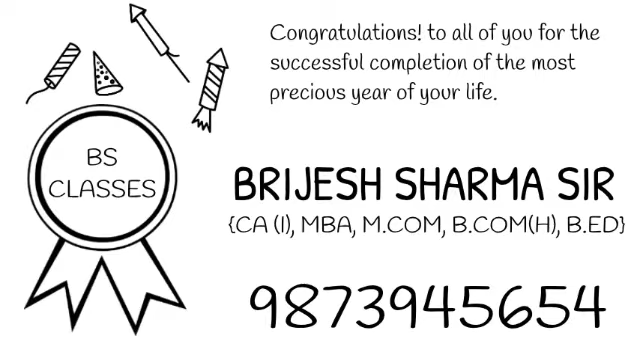 Congratulations! to all of you for the
successful completion of the most
precious year of your life.
BS
CLASSES
BRIJESH SHARMA SIR
{CA (I), MBA, M.COM, B.COM(H), B.ED}
9873945654